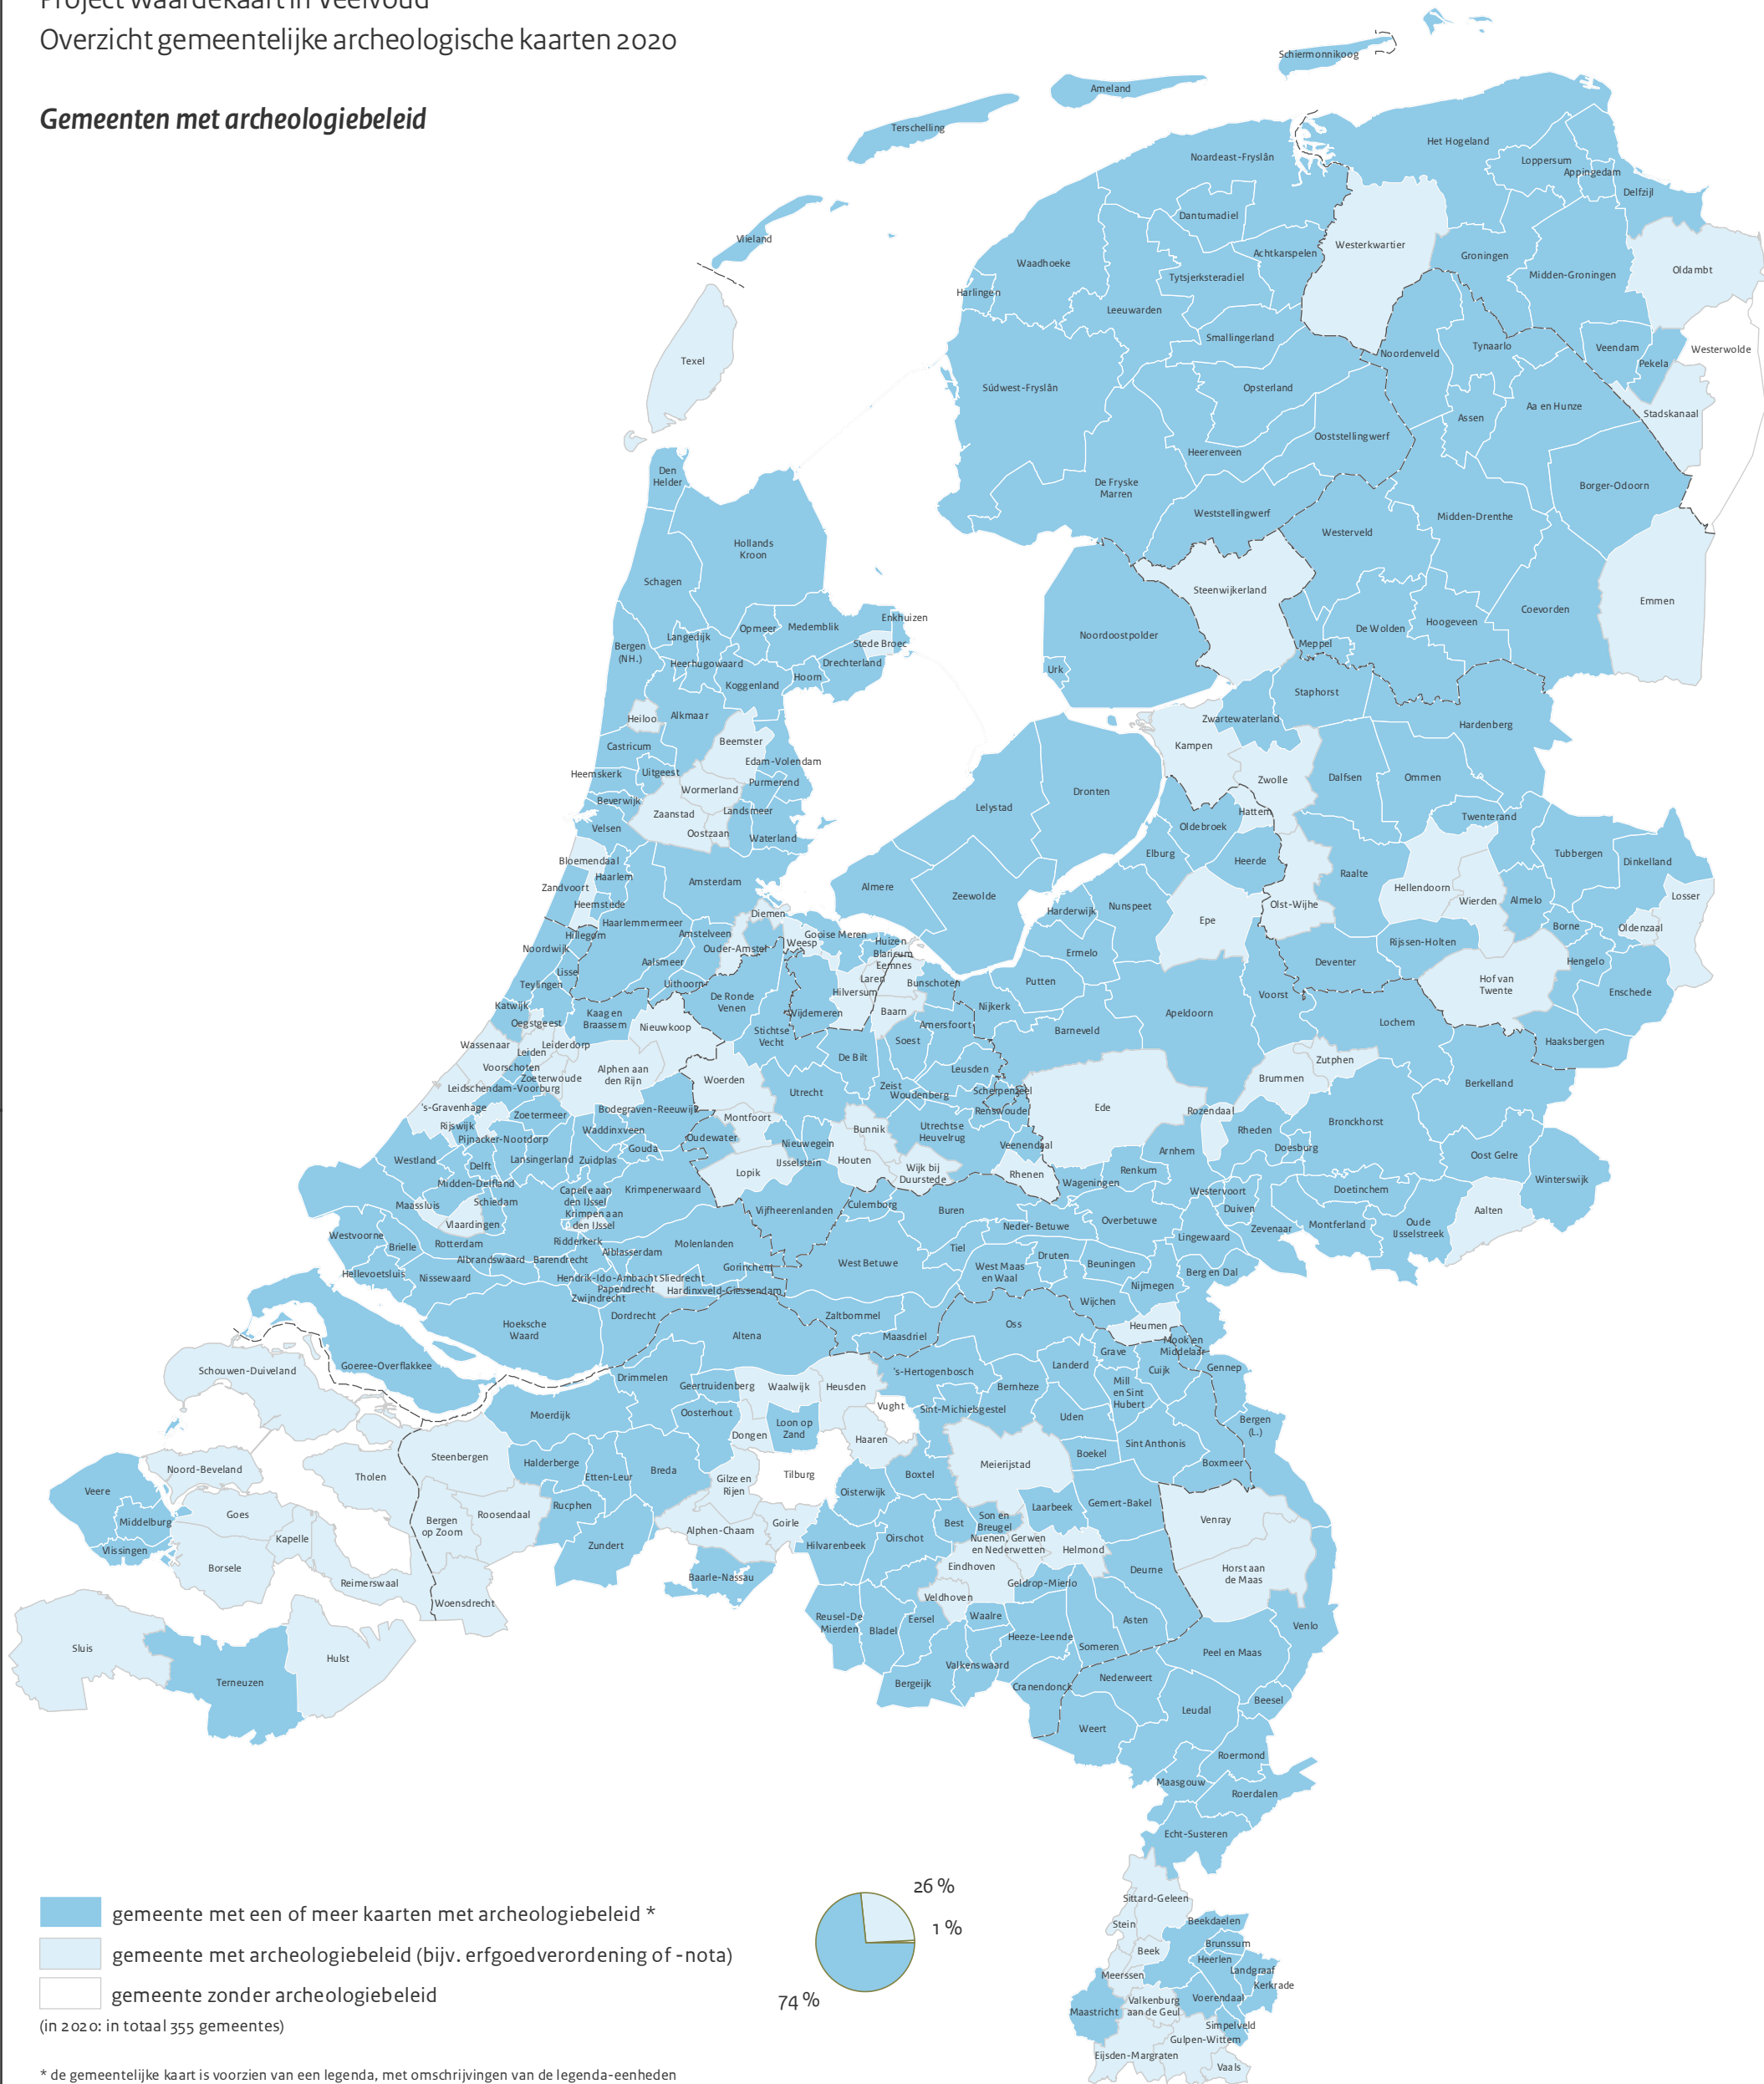 Project Waardekaart in Veelvoud
Overzicht gemeentelijke archeologische kaarten 2020
Gemeenten met archeologiebeleid
Schiermonnikoog
Ameland
Terschelling
Vlieland
Texel
Noardeast-Fryslân
Dantumadiel
Achtkarspelen
Waadhoeke
Harlingen
Tytsjerksteradiel
Leeuwarden
Smallingerland
Súdwest-Fryslân
Opsterland
Ooststellingwerf
Heerenveen
De Fryske
Marren
Weststellingwerf
Het Hogeland
Loppersum
Appingedam
Delfzijl
Westerkwartier
Groningen
Midden-Groningen
Oldambt
Veendam
Pekela
Westerwolde
Stadskanaal
Noordenveld
Tynaarlo
Assen
Aa en Hunze
Borger-Odoorn
Midden-Drenthe
Westerveld
Emmen
Coevorden
Hoogeveen
De Wolden
Meppel
Steenwijkerland
Noordoostpolder
Urk
Staphorst
Zwartewaterland
Hardenberg
Kampen
Zwolle
Dalfsen
Ommen
Twenterand
Hattem
Oldebroek
Elburg
Heerde
Raalte
Hellendoorn
Wierden
Almelo
Tubbergen
Dinkelland
Losser
Oldenzaal
Borne
Hengelo
Enschede
Rijssen-Holten
Hof van
Twente
Haaksbergen
Olst-Wijhe
Deventer
Epe
Nunspeet
Harderwijk
Ermelo
Putten
Voorst
Apeldoorn
Lochem
Nijkerk
Barneveld
Zutphen
Brummen
Berkelland
Bronckhorst
Ede
Rozendaal
Rheden
Doesburg
Arnhem
Renkum
Wageningen
Oost Gelre
Winterswijk
Aalten
Doetinchem
Oude
IJsselstreek
Montferland
Westervoort
Duiven
Zevenaar
Lingewaard
Overbetuwe
Neder-Betuwe
Buren
Culemborg
Tiel
West Betuwe
West Maas
en Waal
Druten
Beuningen
Nijmegen
Berg en Dal
Wijchen
Heumen
Zaltbommel
Maasdriel
Scherpenzeel
Dronten
Lelystad
Zeewolde
Almere
Den
Helder
Hollands
Kroon
Schagen
Enkhuizen
Medemblik
Opmeer
Stede Broec
Drechterland
Hoorn
Langedijk
Bergen
(NH.)
Heerhugowaard
Koggenland
Heiloo
Alkmaar
Beemster
Castricum
Edam-Volendam
Heemskerk
Uitgeest
Purmerend
Wormerland
Beverwijk
Zaanstad
Landsmeer
Velsen
Oostzaan
Waterland
Bloemendaal
Haarlem
Zandvoort
Heemstede
Amsterdam
Diemen
Haarlemmermeer
Amstelveen
Ouder-Amstel
Weesp
Gooise Meren
Huizen
Blaricum
Eemnes
Laren
Hilversum
Wijdemeren
Aalsmeer
Uithoorn
Hillegom
Noordwijk
Lisse
Teylingen
Katwijk
Oegstgeest
Kaag en
Braassem
Nieuwkoop
Wassenaar
Leiden
Leiderdorp
Voorschoten
Zoeterwoude
Leidschendam-Voorburg
Alphen aan
den Rijn
's-Gravenhage
Zoetermeer
Bodegraven-Reeuwijk
Rijswijk
Pijnacker-Nootdorp
Waddinxveen
Gouda
Westland
Delft
Lansingerland
Zuidplas
Midden-Delfland
Maassluis
Schiedam
Vlaardingen
Capelle aan
den IJssel
Krimpen aan
den IJssel
Krimpenerwaard
Westvoorne
Brielle
Rotterdam
Ridderkerk
Albrandswaard
Barendrecht
Alblasserdam
Molenlanden
Hellevoetsluis
Nissewaard
Hendrik-Ido-Ambacht
Sliedrecht
Papendrecht
Hardinxveld-Giessendam
Zwijndrecht
Gorinchem
Dordrecht
Hoeksche
Waard
Goeree-Overflakkee
De Ronde
Venen
Stichtse
Vecht
Bunschoten
Baarn
Amersfoort
Soest
De Bilt
Leusden
Woerden
Utrecht
Zeist
Woudenberg
Renswoude
Montfoort
Oudewater
Nieuwegein
Bunnik
Utrechtse
Heuvelrug
Veenendaal
IJsselstein
Lopik
Houten
Wijk bij
Duurstede
Rhenen
Vijfheerenlanden
Schouwen-Duiveland
Noord-Beveland
Tholen
Veere
Middelburg
Vlissingen
Goes
Kapelle
Borsele
Reimerswaal
Sluis
Terneuzen
Hulst
Altena
Drimmelen
Geertruidenberg
Waalwijk
Heusden
's-Hertogenbosch
Oss
Moerdijk
Oosterhout
Loon op
Zand
Dongen
Vught
Haaren
Sint-Michielsgestel
Bernheze
Landerd
Grave
Mook en
Middelaar
Cuijk
Mill
en Sint
Hubert
Gennep
Uden
Sint Anthonis
Boekel
Boxmeer
Bergen
(L.)
Steenbergen
Halderberge
Etten-Leur
Breda
Gilze en
Rijen
Tilburg
Oisterwijk
Boxtel
Meierijstad
Bergen
op Zoom
Roosendaal
Rucphen
Zundert
Alphen-Chaam
Goirle
Hilvarenbeek
Baarle-Nassau
Woensdrecht
Oirschot
Best
Son en
Breugel
Laarbeek
Gemert-Bakel
Nuenen, Gerwen
en Nederwetten
Helmond
Eindhoven
Geldrop-Mierlo
Deurne
Veldhoven
Waalre
Eersel
Reusel-De
Mierden
Bladel
Heeze-Leende
Asten
Someren
Valkenswaard
Bergeijk
Cranendonck
Venray
Horst aan
de Maas
Venlo
Peel en Maas
Nederweert
Beesel
Leudal
Weert
Roermond
Maasgouw
Roerdalen
Echt-Susteren
Sittard-Geleen
Stein
Beekdaelen
Beek
Brunssum
Heerlen
Landgraaf
Meerssen
Kerkrade
Valkenburg
aan de Geul
Voerendaal
Maastricht
Simpelveld
Gulpen-Wittem
Eijsden-Margraten
Vaals
gemeente met een of meer kaarten met archeologiebeleid *
gemeente met archeologiebeleid (bijv. erfgoedverordening of -nota)
gemeente zonder archeologiebeleid
(in 2020: in totaal 355 gemeentes)
26 %
1 %
74 %
* de gemeentelijke kaart is voorzien van een legenda, met omschrijvingen van de legenda-eenheden